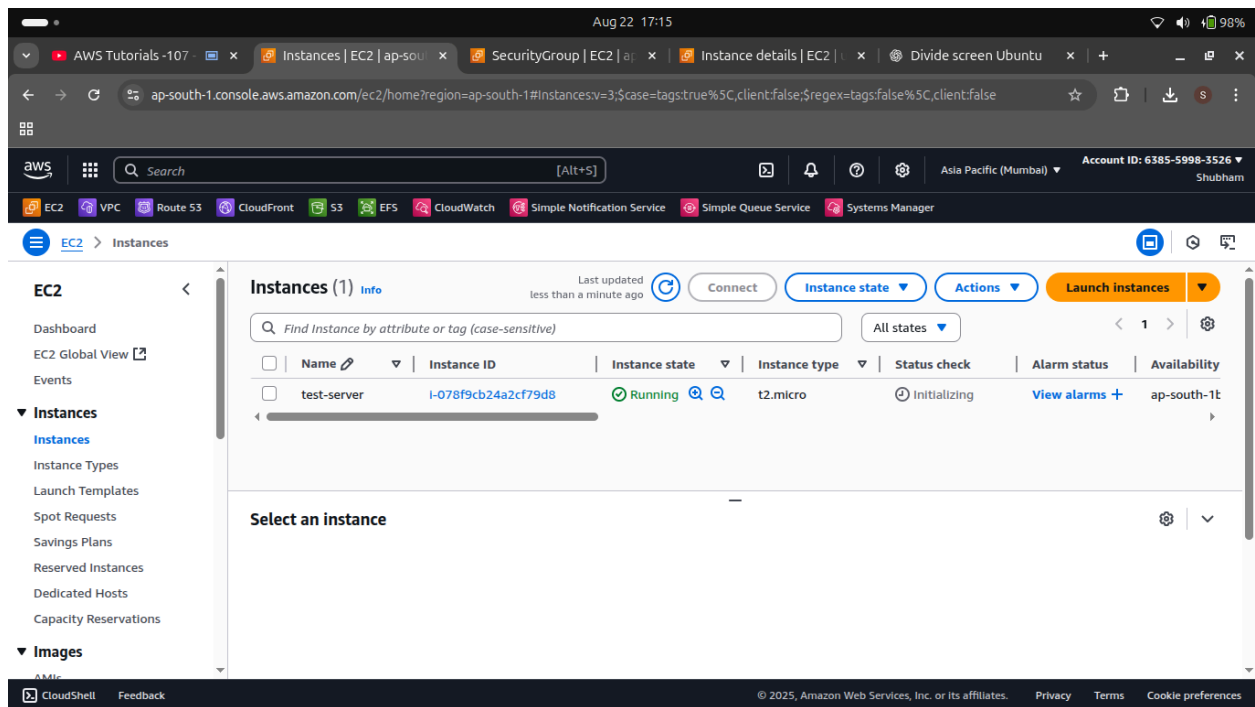 Aug 22 17:15
98%
AWS Tutorials -107 -
Instances | EC2 | ap-sou
SecurityGroup | EC2 | ap
Instance details | EC2 | u
Divide screen Ubuntu
ap-south-1.console.aws.amazon.com/ec2/home?region=ap-south-1#Instances:v=3;$case=tags:true%5C,client:false;$regex=tags:false%5C,client:false
S
aws
Search
[Alt+S]
Asia Pacific (Mumbai)
Account ID: 6385-5998-3526
Shubham
EC2 VPC Route 53 CloudFront S3 EFS CloudWatch Simple Notification Service Simple Queue Service Systems Manager
EC2 > Instances
EC2
Dashboard
EC2 Global View
Events
Instances
Instances
Instance Types
Launch Templates
Spot Requests
Savings Plans
Reserved Instances
Dedicated Hosts
Capacity Reservations
Images
AMIs
Instances (1) Info
Last updated
less than a minute ago
Connect
Instance state
Actions
Launch instances
Find Instance by attribute or tag (case-sensitive)
All states
1
Name Instance ID Instance state Instance type Status check Alarm status Availability
test-server i-078f9cb24a2cf79d8 Running t2.micro Initializing View alarms + ap-south-1b
Select an instance
CloudShell Feedback
© 2025, Amazon Web Services, Inc. or its affiliates. Privacy Terms Cookie preferences